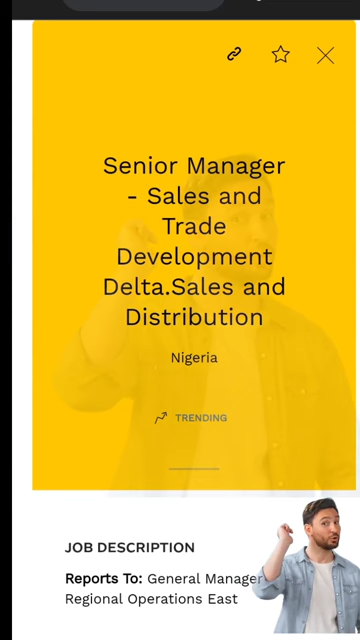 Senior Manager
- Sales and
Trade
Development
Delta.Sales and
Distribution
Nigeria
TRENDING
JOB DESCRIPTION
Reports To: General Manager
Regional Operations East